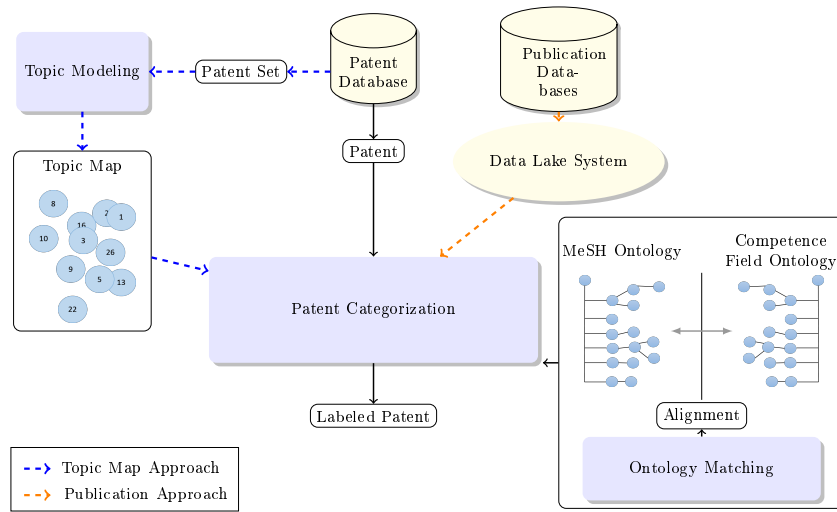 Topic Modeling
Patent Set
Patent
Database
Publication
Data-
bases
Patent
Data Lake System
Topic Map
8
2
1
16
10
3
26
9
5
13
22
Patent Categorization
MeSH Ontology
Competence
Field Ontology
Alignment
Ontology Matching
Labeled Patent
Topic Map Approach
Publication Approach